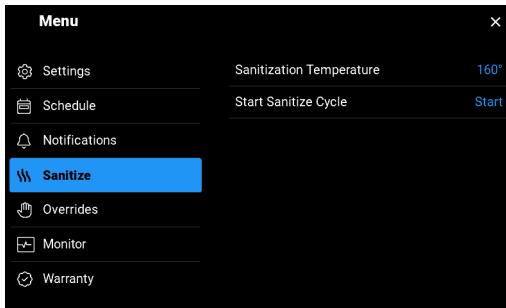 Menu
Settings
Schedule
Notifications
Sanitize
Overrides
Monitor
Warranty
Sanitization Temperature 160°
Start Sanitize Cycle Start